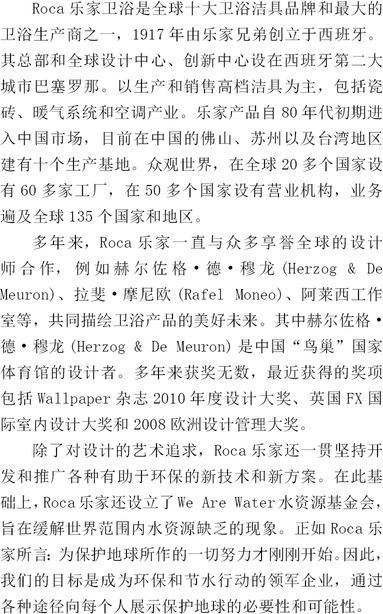 Roca 乐家卫浴是全球十大卫浴洁具品牌和最大的
卫浴生产商之一，1917 年由乐家兄弟创立于西班牙。
其总部和全球设计中心、创新中心设在西班牙第二大
城市巴塞罗那。以生产和销售高档洁具为主，包括瓷
砖、暖气系统和空调产业。乐家产品自 80 年代初期进
入中国市场，目前在中国的佛山、苏州以及台湾地区
建有十个生产基地。众观世界，在全球 20 多个国家设
有 60 多家工厂，在 50 多个国家设有营业机构，业务
遍及全球 135 个国家和地区。
多年来，Roca 乐家一直与众多享誉全球的设计
师合作，例如赫尔佐格·德·穆龙 (Herzog & De
Meuron)、拉斐·摩尼欧 (Rafel Moneo)、阿莱西工作
室等，共同描绘卫浴产品的美好未来。其中赫尔佐格·
德·穆龙 (Herzog & De Meuron) 是中国“鸟巢”国家
体育馆的设计者。多年来获奖无数，最近获得的奖项
包括 Wallpaper 杂志 2010 年度设计大奖、英国 FX 国
际室内设计大奖和 2008 欧洲设计管理大奖。
除了对设计的艺术追求，Roca 乐家还一贯坚持开
发和推广各种有助于环保的新技术和新方案。在此基
础上，Roca 乐家还设立了 We Are Water 水资源基金会，
旨在缓解世界范围内水资源缺乏的现象。正如 Roca 乐
家所言：为保护地球所作的一切努力才刚刚开始。因此，
我们的目标是成为环保和节水行动的领军企业，通过
各种途径向每个人展示保护地球的必要性和可能性。